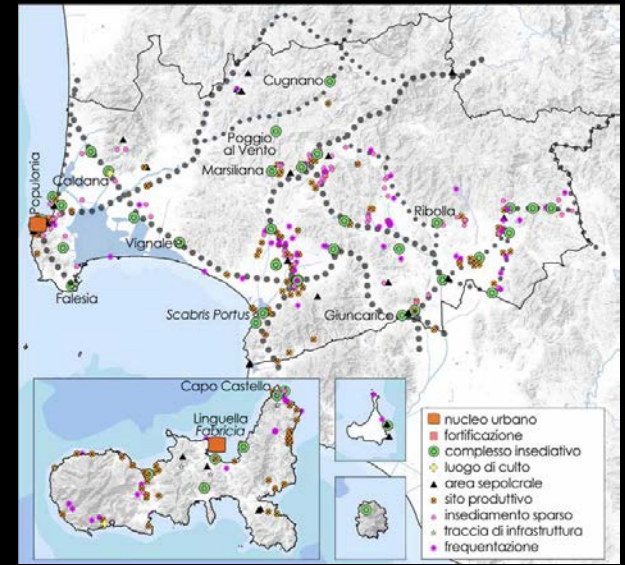 Cugnano
Poggio
al Vento
Marsiliana
Populonia
Caldana
Ribolla
Vignale
Falesia
Scabris Portus
Giuncarico
Capo Castello
Linguella
Fabricia
nucleo urbano
fortificazione
complesso insediativo
luogo di culto
area sepolcrale
sito produttivo
insediamento sparso
traccia di infrastruttura
frequentazione